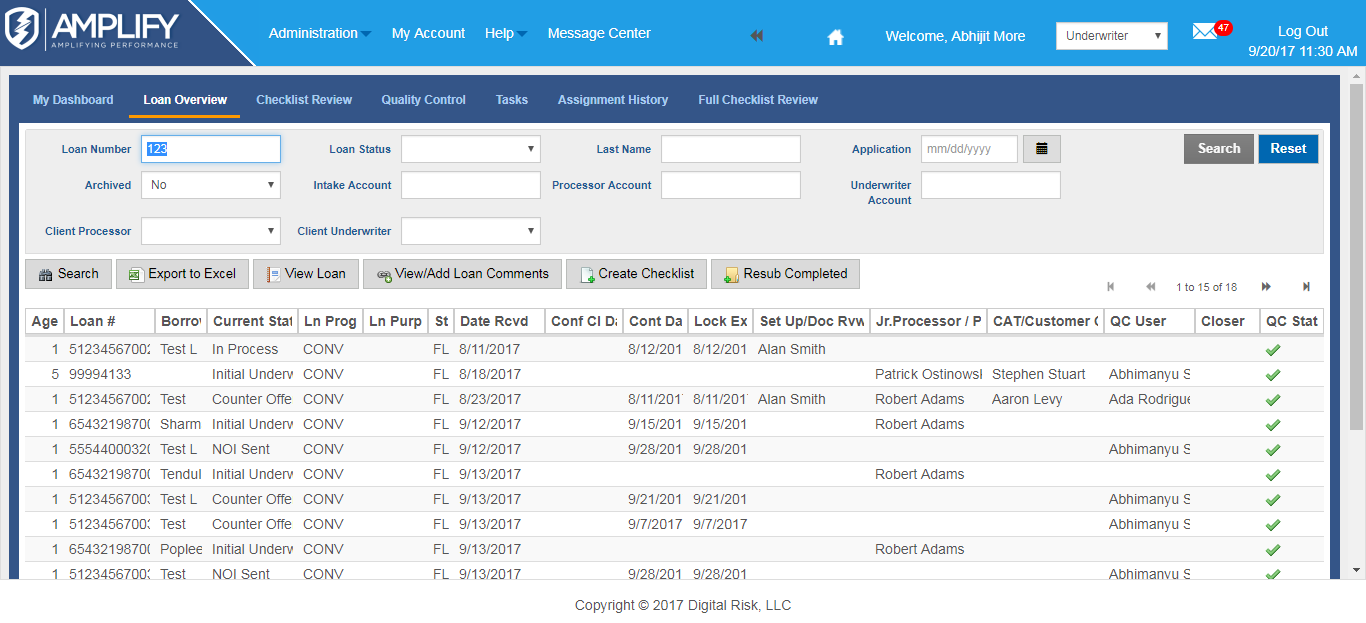 AMPLIFY
AMPLIFYING PERFORMANCE
Administration My Account Help Message Center Welcome, Abhijit More Underwriter 47 Log Out
9/20/17 11:30 AM
My Dashboard Loan Overview Checklist Review Quality Control Tasks Assignment History Full Checklist Review
Loan Number 123 Loan Status Last Name Application mm/dd/yyyy Search Reset
Archived No Intake Account Processor Account Underwriter Account
Client Processor Client Underwriter
Search Export to Excel View Loan View/Add Loan Comments Create Checklist Resub Completed
1 to 15 of 18
Age Loan # Borro Current Stat Ln Prog Ln Purp St Date Rcvd Conf Cl Da Cont Da Lock Ex Set Up/Doc Rvw Jr.Processor / P CAT/Customer C QC User Closer QC Stat
1 51234567002 Test L In Process CONV FL 8/11/2017 8/12/201 8/12/201 Alan Smith
5 99994133 Initial Underw CONV FL 8/18/2017 Patrick Ostinowsk Stephen Stuart Abhimanyu S
1 51234567002 Test Counter Offe CONV FL 8/23/2017 8/11/201 8/11/201 Alan Smith Robert Adams Aaron Levy Ada Rodrigue
1 65432198700 Sharm Initial Underw CONV FL 9/12/2017 9/15/201 9/15/201 Robert Adams
1 55544000320 Test L NOI Sent CONV FL 9/12/2017 9/28/201 9/28/201 Abhimanyu S
1 65432198700 Tendul Initial Underw CONV FL 9/13/2017 Robert Adams
1 51234567003 Test L Counter Offe CONV FL 9/13/2017 9/21/201 9/21/201 Abhimanyu S
1 51234567003 Test Counter Offe CONV FL 9/13/2017 9/7/2017 9/7/2017 Abhimanyu S
1 65432198700 Poplee Initial Underw CONV FL 9/13/2017 Robert Adams
1 51234567003 Test NOI Sent CONV FL 9/13/2017 9/28/201 9/28/201 Abhimanyu S
Copyright © 2017 Digital Risk, LLC